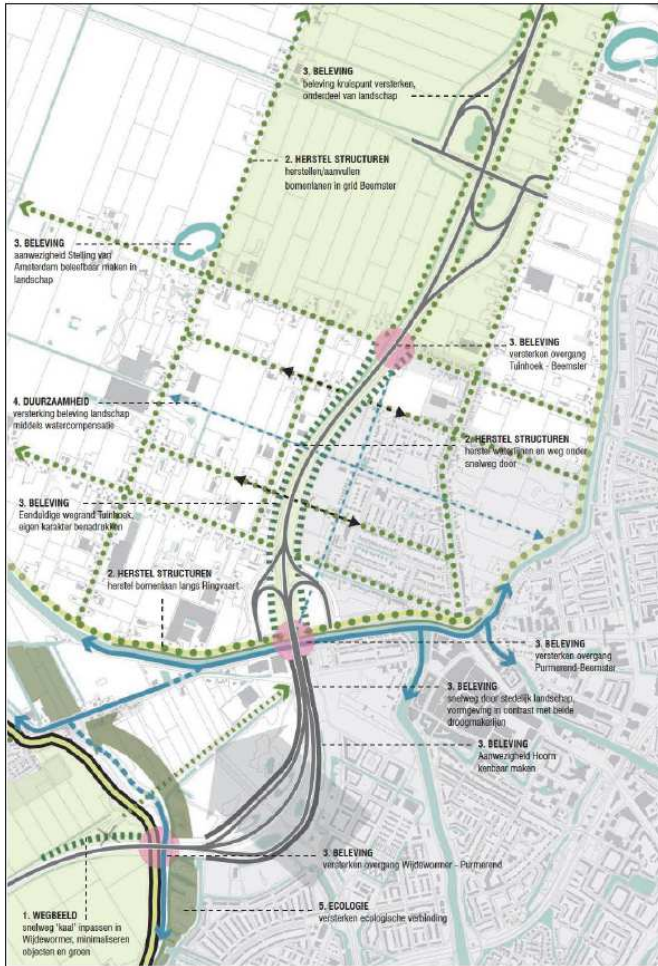 3. BELEVING
beleving kruispunt versterken,
onderdeel van landschap
2. HERSTEL STRUCTUREN
herstellen/aanvullen
bomenlanen in grid Beemster
3. BELEVING
aanwezigheid Stelling van
Amsterdam beleefbaar maken in
landschap
3. BELEVING
versterken overgang
Tuinhoek - Beemster
4. DUURZAAMHEID
versterking beleving landschap
middels watercompensatie
2. HERSTEL STRUCTUREN
herstel waterlijnen en weg onder
snelweg door
3. BELEVING
Eenduidige wegrand Tuinhoek,
eigen karakter benadrukken
2. HERSTEL STRUCTUREN
herstel bomenlaan langs Ringvaart
3. BELEVING
versterken overgang
Purmerend-Beemster
3. BELEVING
snelweg door stedelijk landschap,
vormgeving in contrast met beide
droogmakerijen
3. BELEVING
Aanwezigheid Hoorn
kenbaar maken
3. BELEVING
versterken overgang Wijdewormer - Purmerend
1. WEGBEELD
snelweg 'kaal' inpassen in
Wijdewormer, minimaliseren
objecten en groen
5. ECOLOGIE
versterken ecologische verbinding